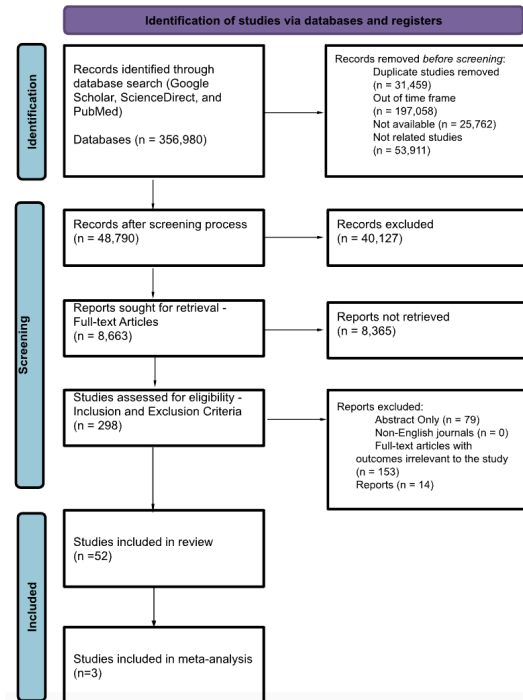 Identification of studies via databases and registers
Identification
Records identified through
database search (Google
Scholar, ScienceDirect, and
PubMed)
Databases (n = 356,980)
Records removed before screening:
Duplicate studies removed
(n = 31,459)
Out of time frame
(n = 197,058)
Not available (n = 25,762)
Not related studies
(n = 53,911)
Screening
Records after screening process
(n = 48,790)
Records excluded
(n = 40,127)
Reports sought for retrieval -
Full-text Articles
(n = 8,663)
Reports not retrieved
(n = 8,365)
Studies assessed for eligibility -
Inclusion and Exclusion Criteria
(n = 298)
Reports excluded:
Abstract Only (n = 79)
Non-English journals (n = 0)
Full-text articles with
outcomes irrelevant to the study
(n = 153)
Reports (n = 14)
Included
Studies included in review
(n =52)
Studies included in meta-analysis
(n=3)